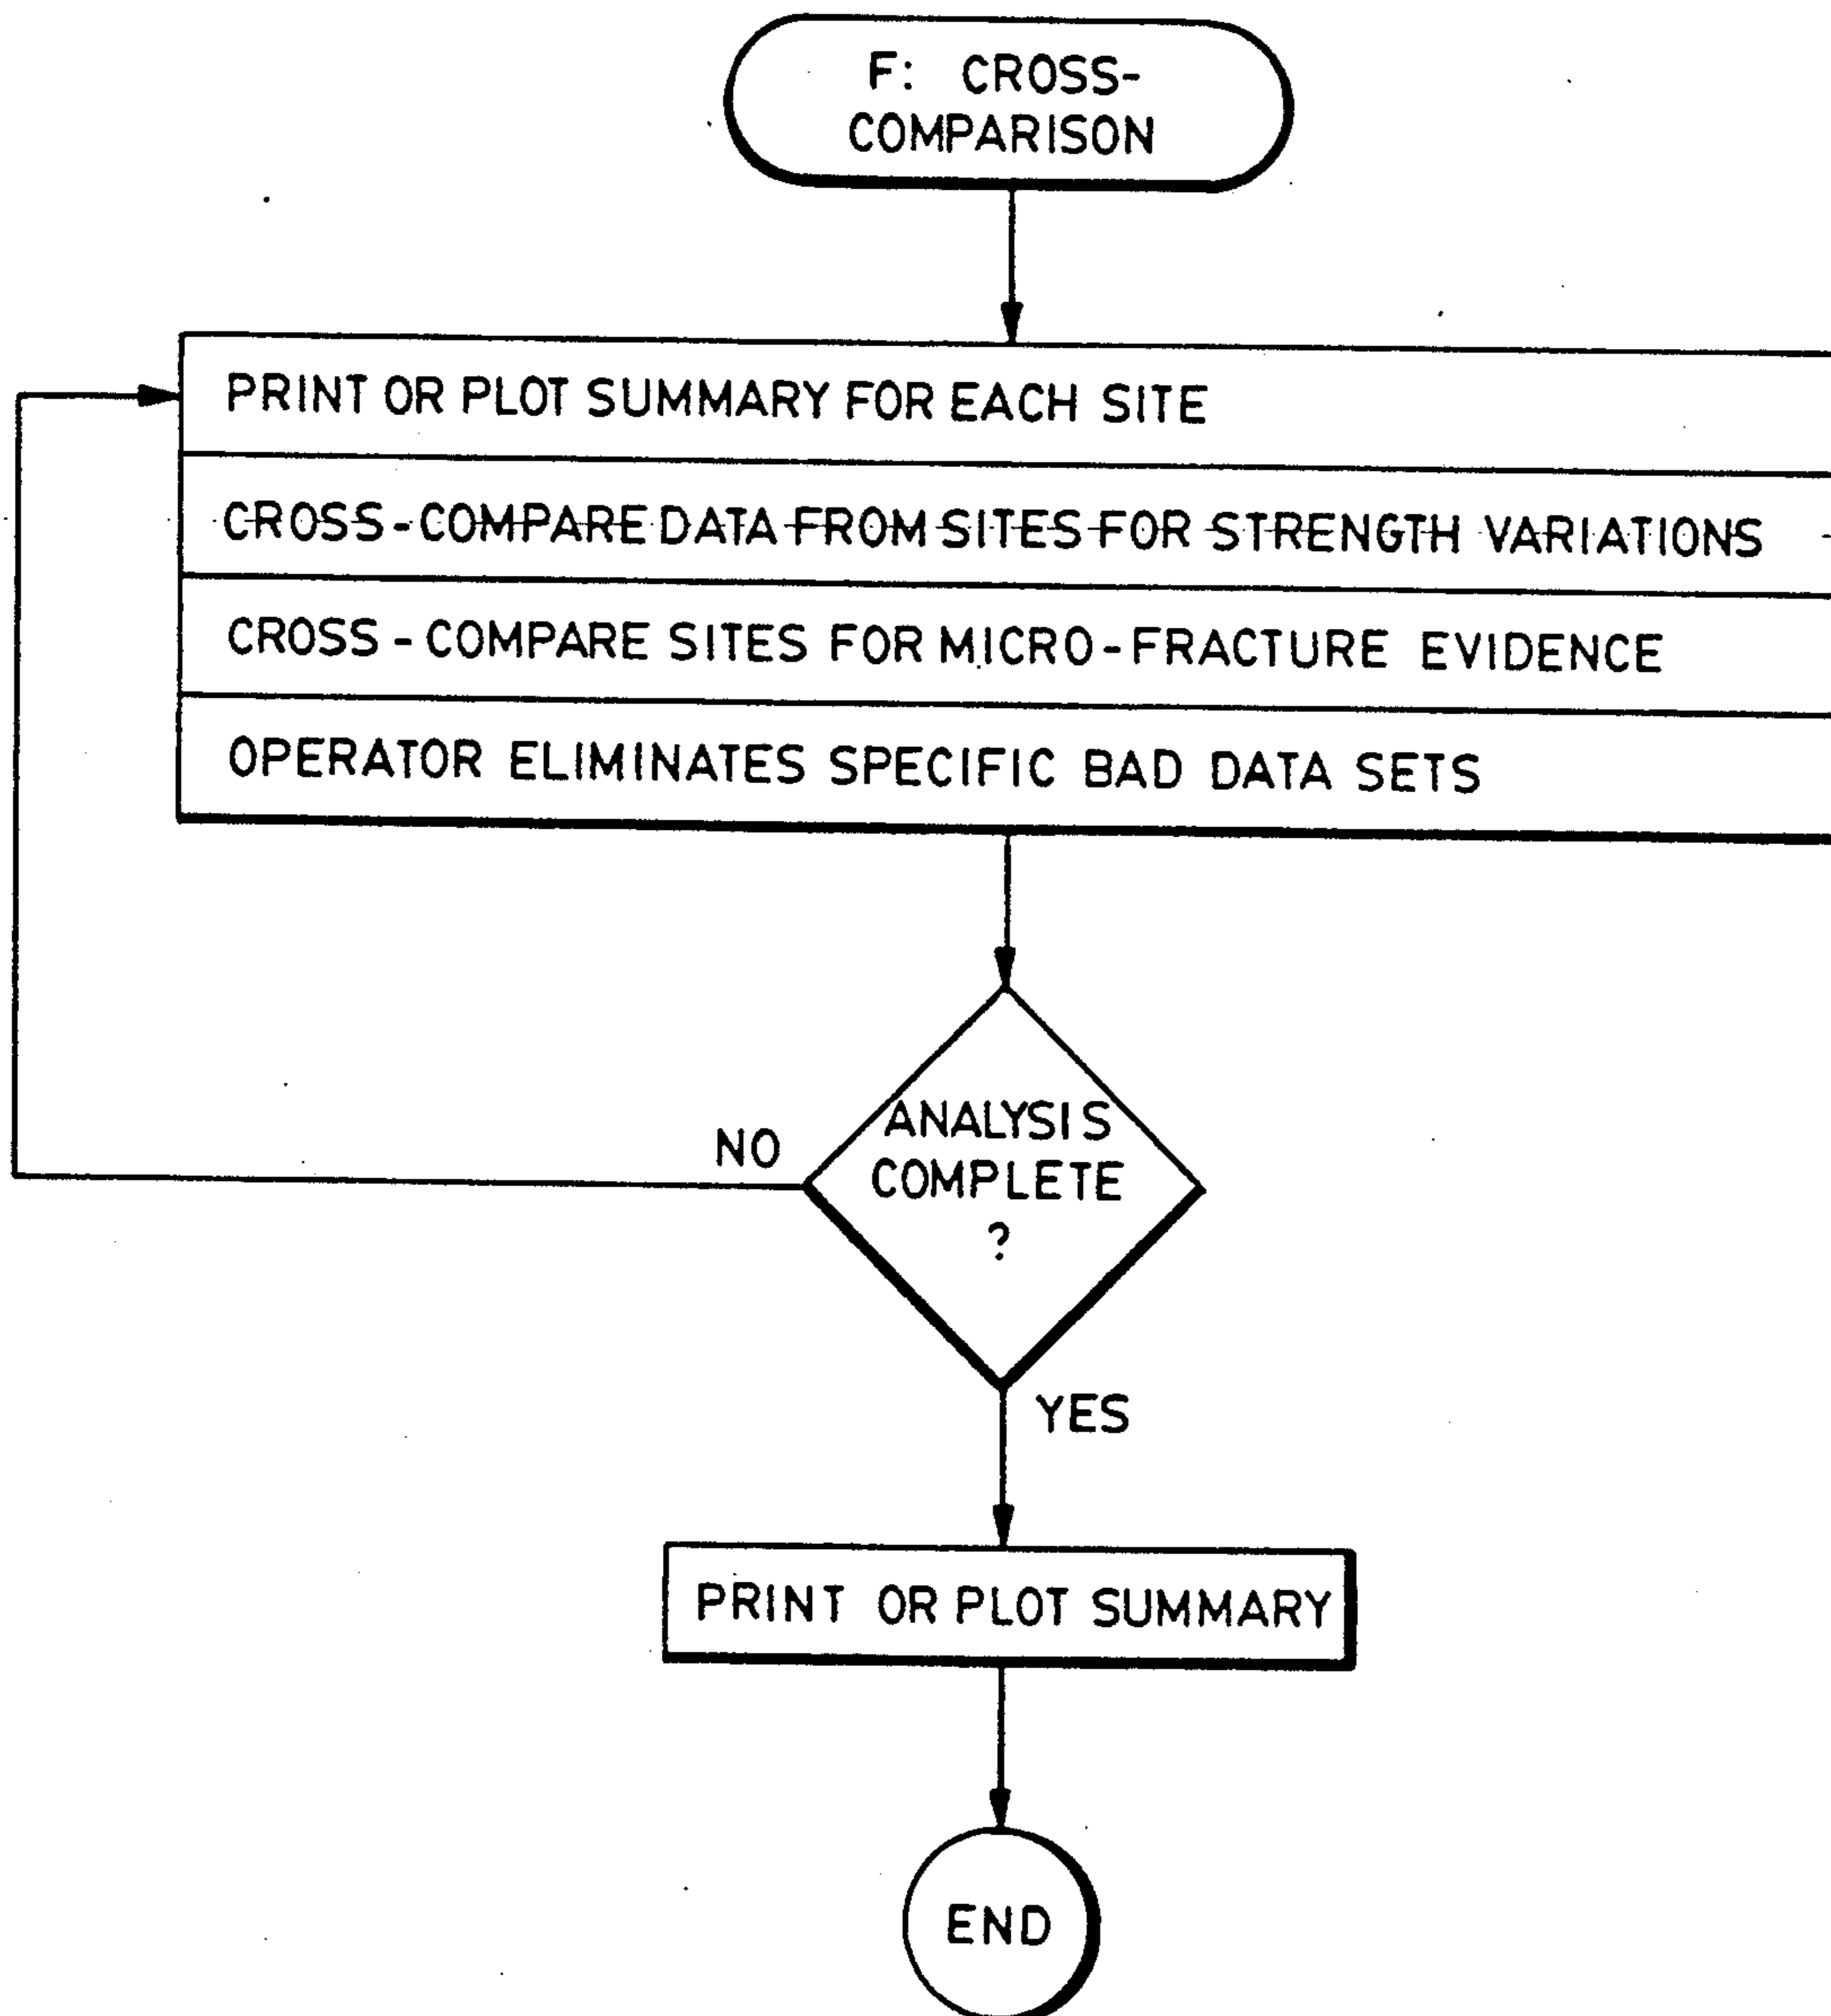 F: CROSS-
COMPARISON
PRINT OR PLOT SUMMARY FOR EACH SITE
CROSS-COMPARE DATA FROM SITES FOR STRENGTH VARIATIONS
CROSS-COMPARE SITES FOR MICRO-FRACTURE EVIDENCE
OPERATOR ELIMINATES SPECIFIC BAD DATA SETS
NO
ANALYSIS
COMPLETE
?
YES
PRINT OR PLOT SUMMARY
END